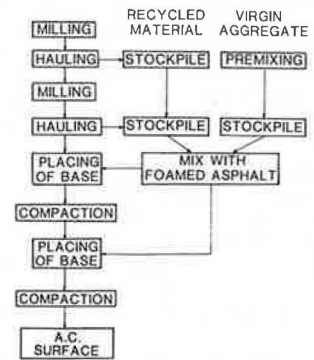 RECYCLED
MATERIAL
VIRGIN
AGGREGATE
MILLING
HAULING
STOCKPILE
PREMIXING
MILLING
HAULING
STOCKPILE
STOCKPILE
PLACING
OF BASE
MIX WITH
FOAMED ASPHALT
COMPACTION
PLACING
OF BASE
COMPACTION
A.C.
SURFACE